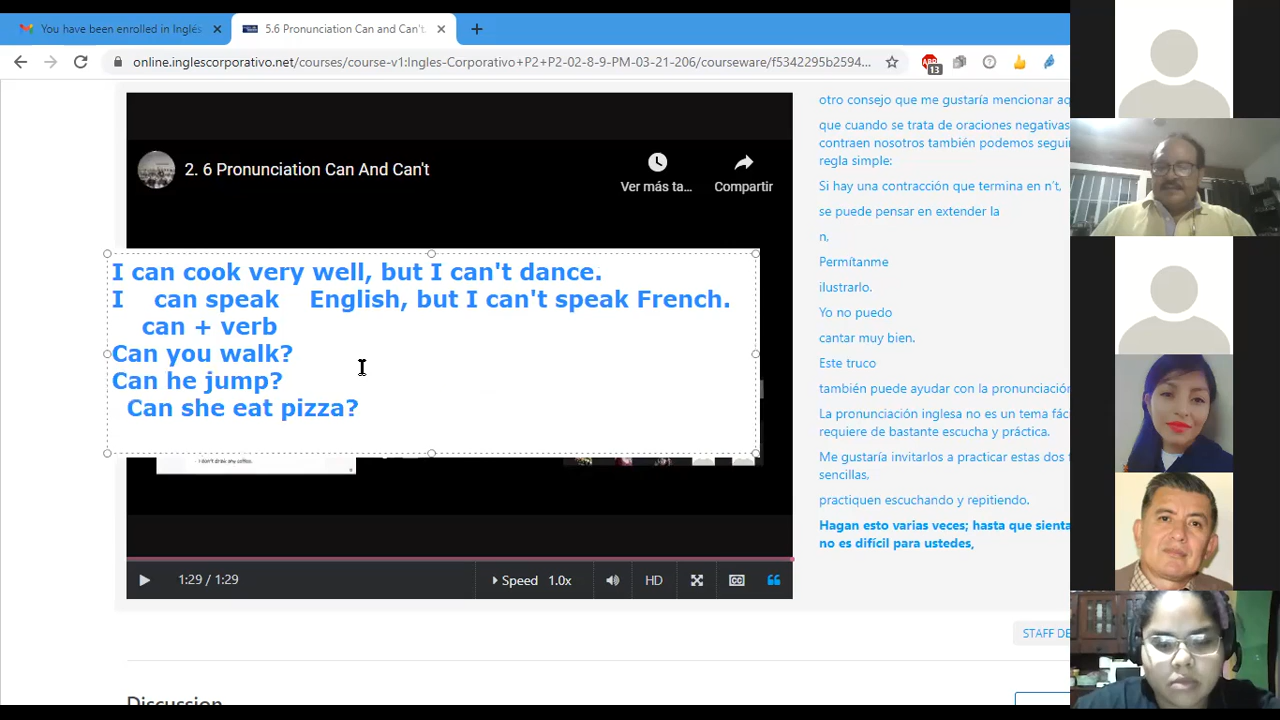 You have been enrolled in Inglés
5.6 Pronunciation Can and Can't.
online.inglescorporativo.net/courses/course-v1:Ingles-Corporativo+P2+P2-02-8-9-PM-03-21-206/courseware/f5342295b2594...
13
2. 6 Pronunciation Can And Can't
Ver más ta...
Compartir
I can cook very well, but I can't dance.
I can speak English, but I can't speak French.
can + verb
Can you walk?
Can he jump?
Can she eat pizza?
I don't drink any coffee.
1:29 / 1:29
Speed 1.0x
HD
CC
otro consejo que me gustaría mencionar
que cuando se trata de oraciones negativas
contraen nosotros también podemos
regla simple:
Si hay una contracción que termina en n't,
se puede pensar en extender la
n,
Permítanme
ilustrarlo.
Yo no puedo
cantar muy bien.
Este truco
también puede ayudar con la
La pronunciación inglesa no es un tema
requiere de bastante escucha y práctica.
Me gustaría invitarlos a practicar estas dos
sencillas,
practiquen escuchando y repitiendo.
Hagan esto varias veces; hasta que
no es difícil para ustedes,
STAFF
Discussion